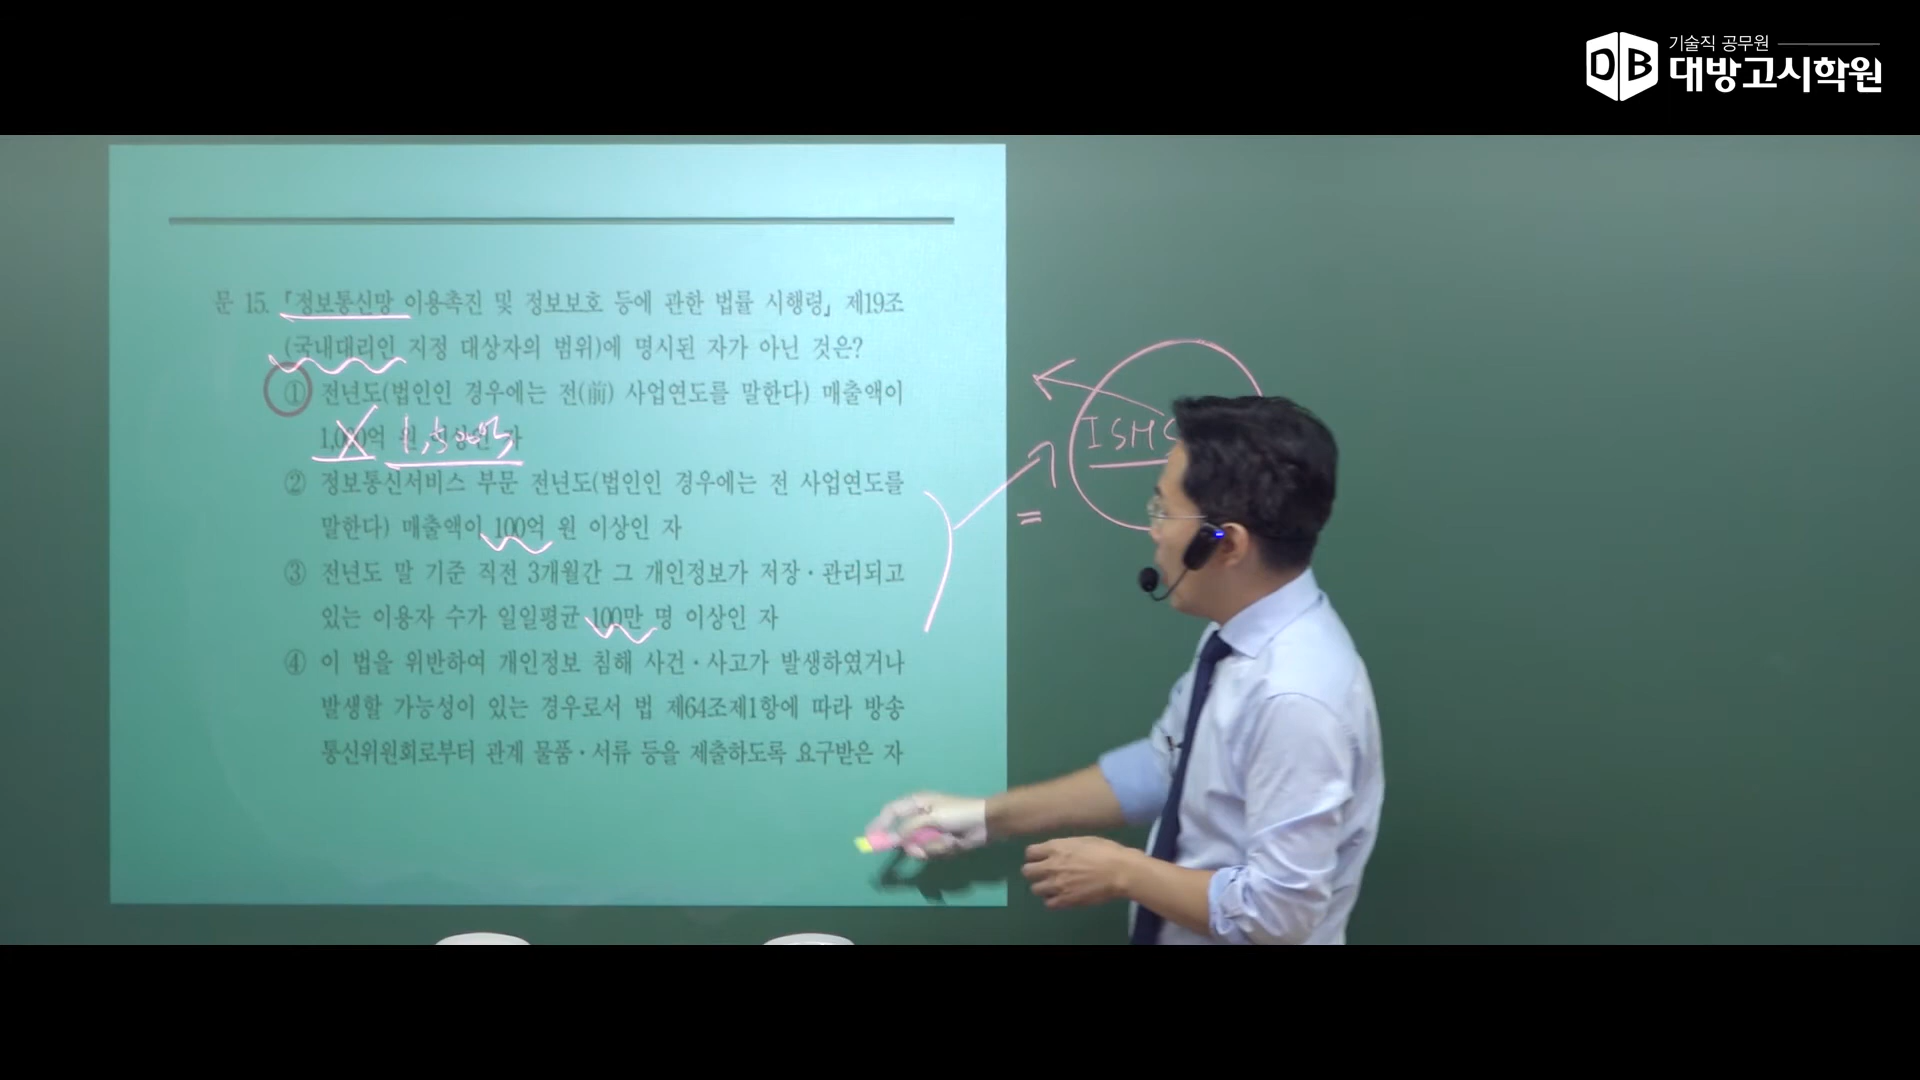 기술직 공무원
DB 대방고시학원
문 15. 「정보통신망 이용촉진 및 정보보호 등에 관한 법률 시행령」 제19조
(국내대리인 지정 대상자의 범위)에 명시된 자가 아닌 것은?
① 전년도(법인인 경우에는 전(前) 사업연도를 말한다) 매출액이
1,000억 원 이상인 자
② 정보통신서비스 부문 전년도(법인인 경우에는 전 사업연도를
말한다) 매출액이 100억 원 이상인 자
③ 전년도 말 기준 직전 3개월간 그 개인정보가 저장·관리되고
있는 이용자 수가 일일평균 100만 명 이상인 자
④ 이 법을 위반하여 개인정보 침해 사건·사고가 발생하였거나
발생할 가능성이 있는 경우로서 법 제64조제1항에 따라 방송
통신위원회로부터 관계 물품·서류 등을 제출하도록 요구받은 자
ISMS